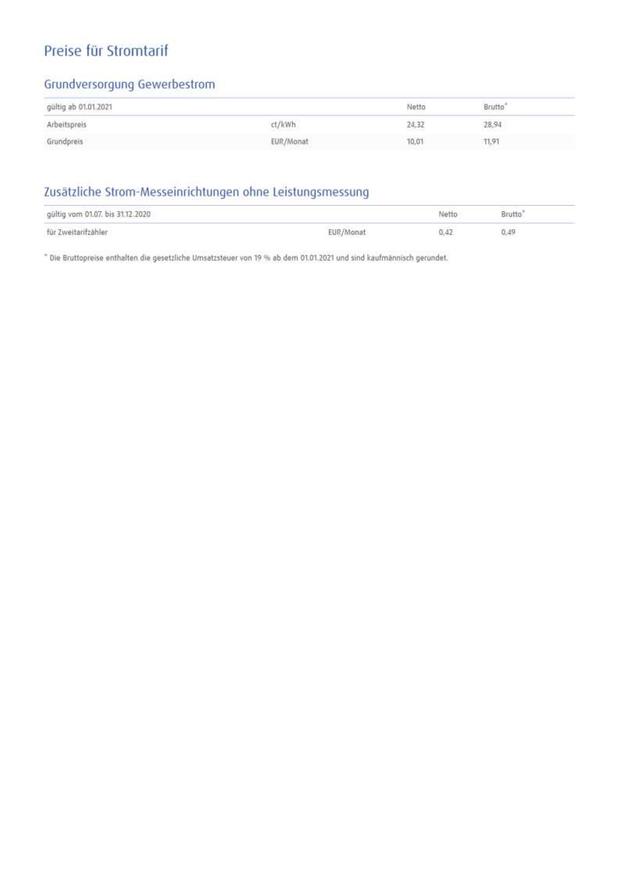 Preise für Stromtarif
Grundversorgung Gewerbestrom
gültig ab 01.01.2021 Netto Brutto*
Arbeitspreis ct/kWh 24,32 28,94
Grundpreis EUR/Monat 10,01 11,91
Zusätzliche Strom-Messeinrichtungen ohne Leistungsmessung
gültig vom 01.07. bis 31.12.2020 Netto Brutto*
für Zweitarifzähler EUR/Monat 0,42 0,49
* Die Bruttopreise enthalten die gesetzliche Umsatzsteuer von 19 % ab dem 01.01.2021 und sind kaufmännisch gerundet.